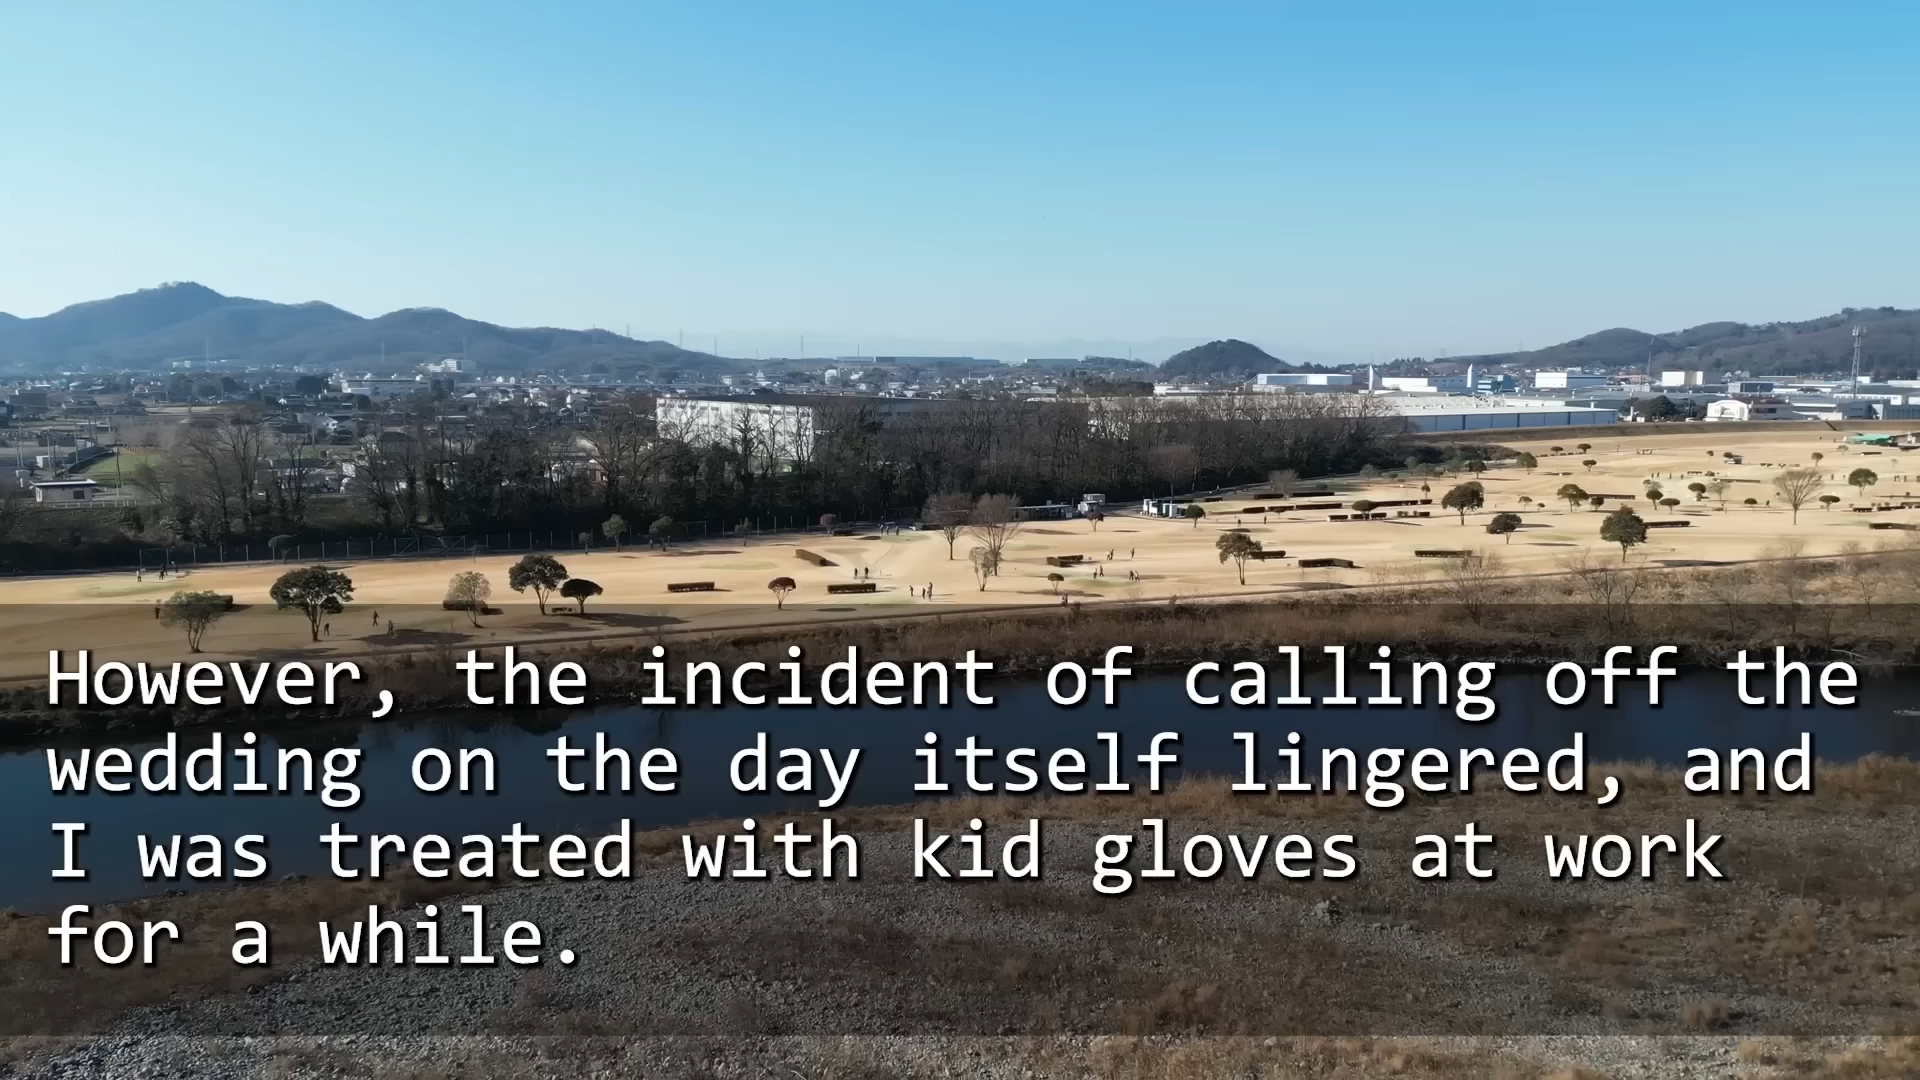 However, the incident of calling off the
wedding on the day itself lingered, and
I was treated with kid gloves at work
for a while.